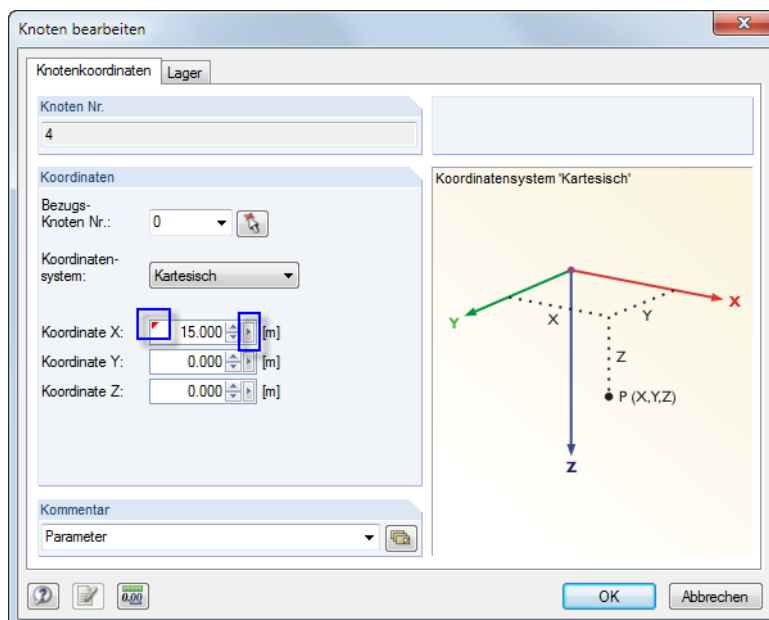 Knoten bearbeiten
Knotenkoordinaten
Lager
Knoten Nr.
4
Koordinaten
Bezugs-
Knoten Nr.:
0
Koordinaten-
system:
Kartesisch
Koordinate X:
15.000
[m]
Koordinate Y:
0.000
[m]
Koordinate Z:
0.000
[m]
Kommentar
Parameter
Koordinatensystem 'Kartesisch'
Y
X
Y
X
Z
P (X,Y,Z)
Z
0.00
OK
Abbrechen